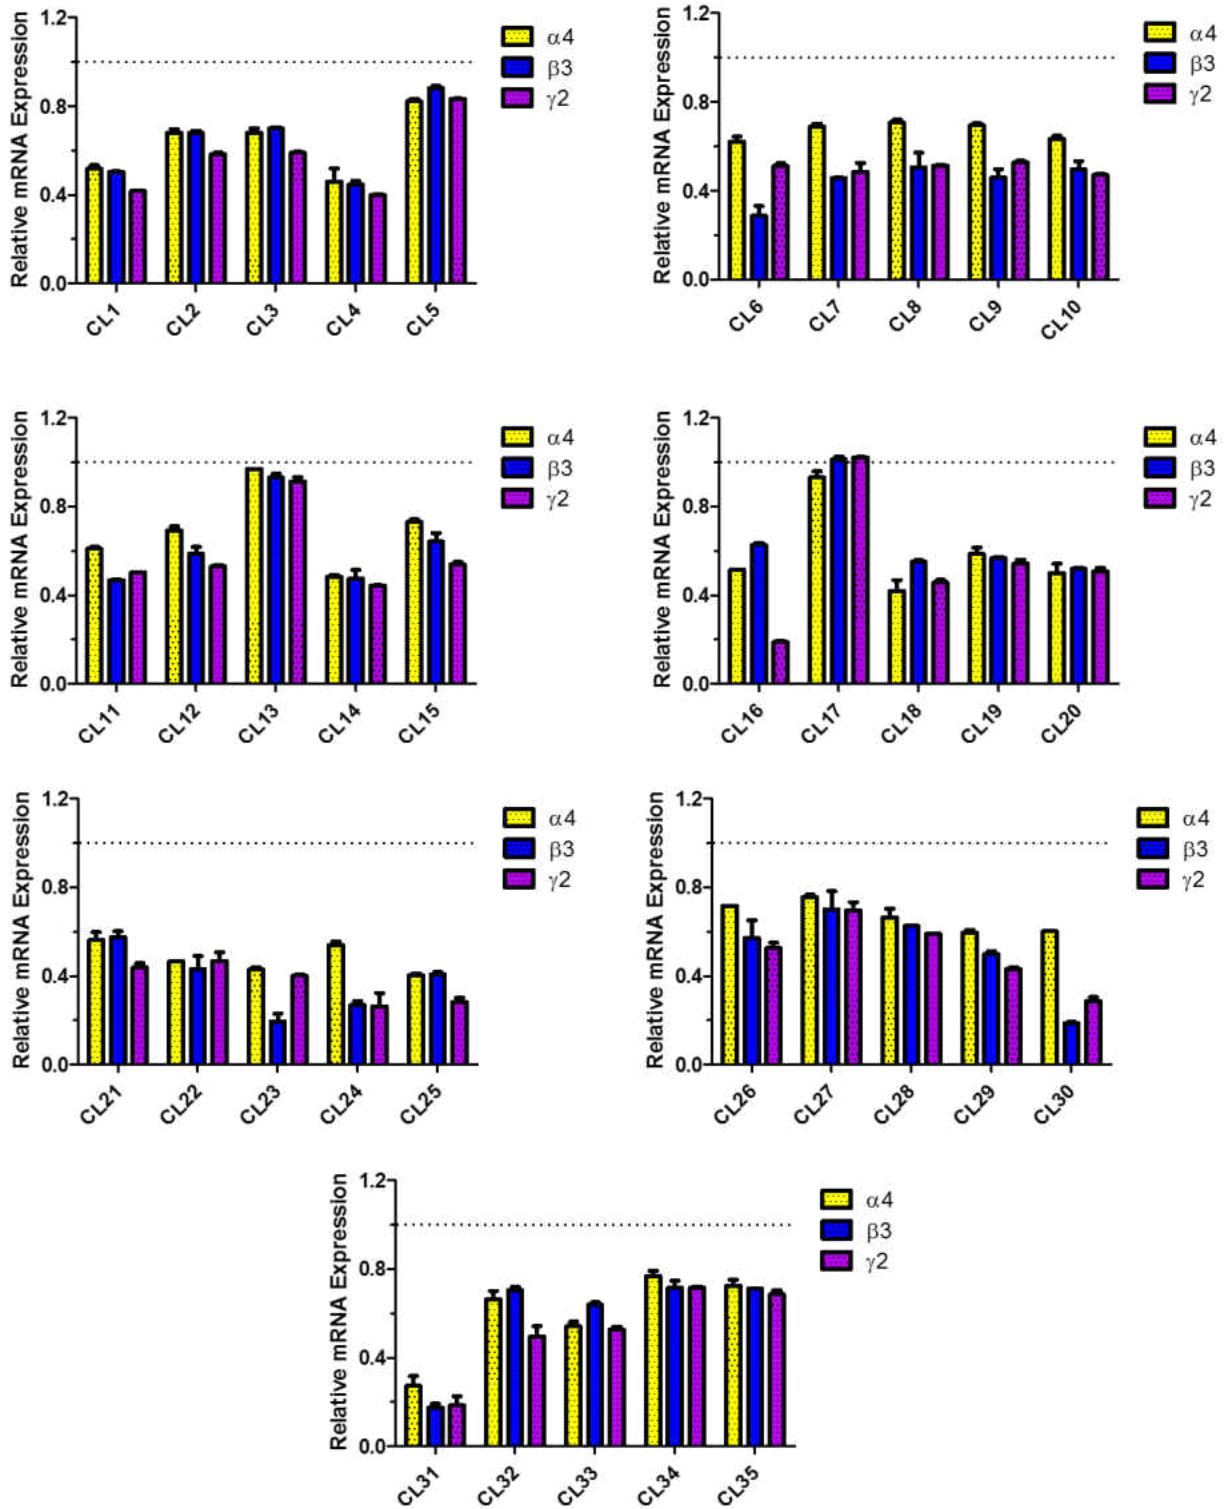 Relative mRNA Expression
1.2
0.8
0.4
0.0
CL1 CL2 CL3 CL4 CL5
α4
β3
γ2
Relative mRNA Expression
1.2
0.8
0.4
0.0
CL6 CL7 CL8 CL9 CL10
α4
β3
γ2
Relative mRNA Expression
1.2
0.8
0.4
0.0
CL11 CL12 CL13 CL14 CL15
α4
β3
γ2
Relative mRNA Expression
1.2
0.8
0.4
0.0
CL16 CL17 CL18 CL19 CL20
α4
β3
γ2
Relative mRNA Expression
1.2
0.8
0.4
0.0
CL21 CL22 CL23 CL24 CL25
α4
β3
γ2
Relative mRNA Expression
1.2
0.8
0.4
0.0
CL26 CL27 CL28 CL29 CL30
α4
β3
γ2
Relative mRNA Expression
1.2
0.8
0.4
0.0
CL31 CL32 CL33 CL34 CL35
α4
β3
γ2